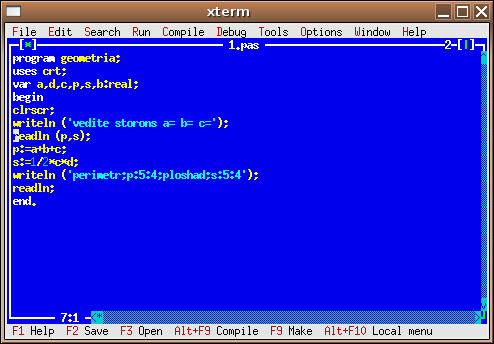 xterm
File Edit Search Run Compile Debug Tools Options Window Help
[*] 1.pas 2-[|]
program geometria;
uses crt;
var a,d,c,p,s,b:real;
begin
clrscr;
writeln ('vedite storons a= b= c=');
readln (p,s);
p:=a+b+c;
s:=1/2*c*d;
writeln ('perimetr;p:5:4;ploshad;s:5:4');
readln;
end.
7:1
F1 Help F2 Save F3 Open Alt+F9 Compile F9 Make Alt+F10 Local menu